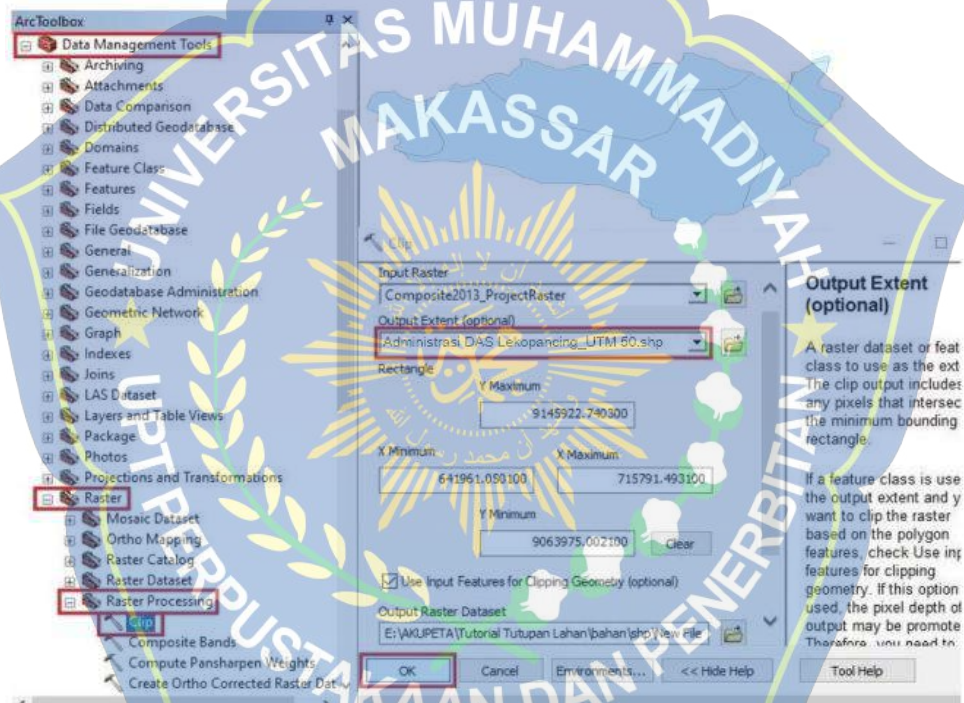 ArcToolbox
Data Management Tools
Archiving
Attachments
Data Comparison
Distributed Geodatabase
Domains
Feature Class
Features
Fields
File Geodatabase
General
Generalization
Geodatabase Administration
Geometric Network
Graph
Indexes
Joins
LAS Dataset
Layers and Table Views
Package
Photos
Projections and Transformations
Raster
Mosaic Dataset
Ortho Mapping
Raster Catalog
Raster Dataset
Raster Processing
Clip
Composite Bands
Compute Pansharpen Weights
Create Ortho Corrected Raster Dat
Clip
Input Raster
Composite2013_ProjectRaster
Output Extent (optional)
Administrasi DAS Lekopancing_UTM 50.shp
Rectangle
Y Maximum
9145922.740300
X Minimum
X Maximum
641961.050100
715791.493100
Y Minimum
9063975.002100
Clear
Use Input Features for Clipping Geometry (optional)
Output Raster Dataset
E:\AKUPETA\Tutorial Tutupan Lahan\bahan\shp\New File
OK
Cancel
Environments...
<< Hide Help
Tool Help
Output Extent
(optional)
A raster dataset or feat
class to use as the ext
The clip output includes
any pixels that intersec
the minimum bounding
rectangle.
If a feature class is use
the output extent and y
want to clip the raster
based on the polygon
features, check Use inp
features for clipping
geometry. If this option
used, the pixel depth of
output may be promote
Therefore, you need to
UNIVERSITAS MUHAMMADIYAH
MAKASSAR
UPT PERPUSTAKAAN DAN PENERBITAN